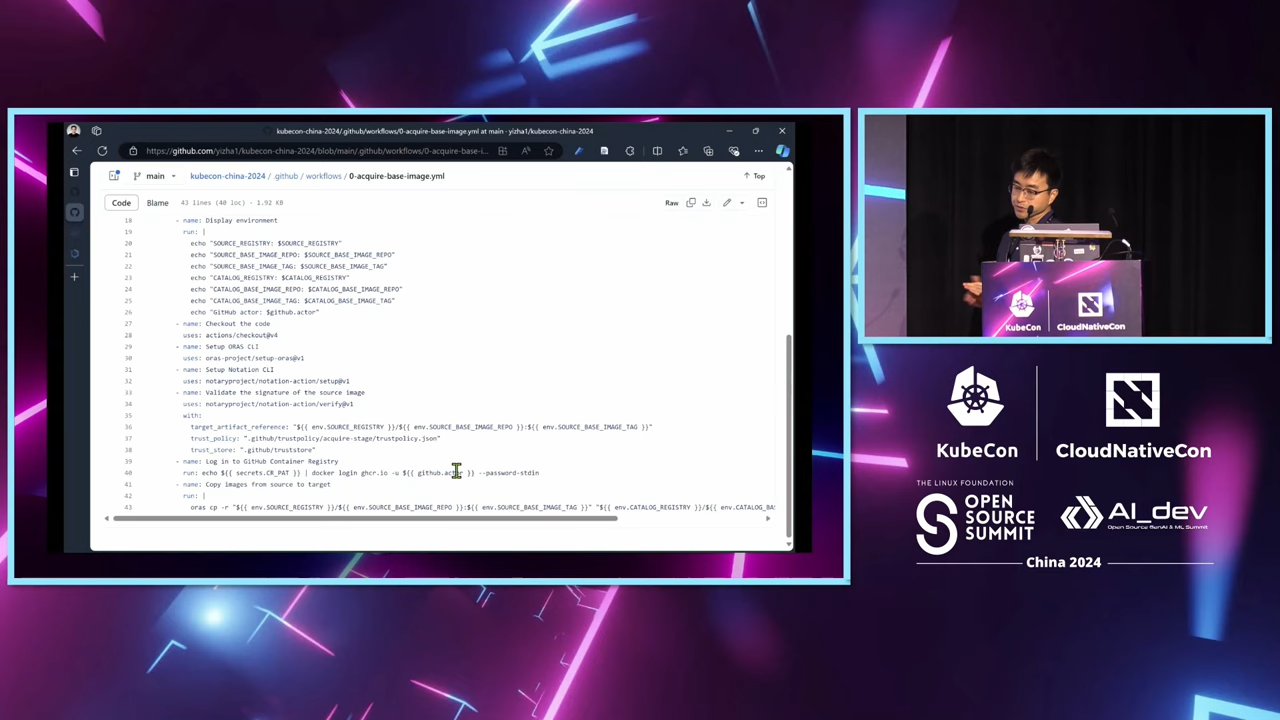 kubecon-china-2024/.github/workflows/0-acquire-base-image.yml at main · yizha1/kubecon-china-2024
https://github.com/yizha1/kubecon-china-2024/blob/main/.github/workflows/0-acquire-base-i...
main
kubecon-china-2024 / .github / workflows / 0-acquire-base-image.yml
Top
Code
Blame
43 lines (40 loc) · 1.92 KB
Raw
18 - name: Display environment
19 run: |
20 echo "SOURCE_REGISTRY: $SOURCE_REGISTRY"
21 echo "SOURCE_BASE_IMAGE_REPO: $SOURCE_BASE_IMAGE_REPO"
22 echo "SOURCE_BASE_IMAGE_TAG: $SOURCE_BASE_IMAGE_TAG"
23 echo "CATALOG_REGISTRY: $CATALOG_REGISTRY"
24 echo "CATALOG_BASE_IMAGE_REPO: $CATALOG_BASE_IMAGE_REPO"
25 echo "CATALOG_BASE_IMAGE_TAG: $CATALOG_BASE_IMAGE_TAG"
26 echo "GitHub actor: $github.actor"
27 - name: Checkout the code
28 uses: actions/checkout@v4
29 - name: Setup ORAS CLI
30 uses: oras-project/setup-oras@v1
31 - name: Setup Notation CLI
32 uses: notaryproject/notation-action/setup@v1
33 - name: Validate the signature of the source image
34 uses: notaryproject/notation-action/verify@v1
35 with:
36 target_artifact_reference: "${{ env.SOURCE_REGISTRY }}/${{ env.SOURCE_BASE_IMAGE_REPO }}:${{ env.SOURCE_BASE_IMAGE_TAG }}"
37 trust_policy: ".github/trustpolicy/acquire-stage/trustpolicy.json"
38 trust_store: ".github/truststore"
39 - name: Log in to GitHub Container Registry
40 run: echo ${{ secrets.CR_PAT }} | docker login ghcr.io -u ${{ github.actor }} --password-stdin
41 - name: Copy images from source to target
42 run: |
43 oras cp -r "${{ env.SOURCE_REGISTRY }}/${{ env.SOURCE_BASE_IMAGE_REPO }}:${{ env.SOURCE_BASE_IMAGE_TAG }}" "${{ env.CATALOG_REGISTRY }}/${{ env.CATALOG_BA
KubeCon
CloudNativeCon
KubeCon
CloudNativeCon
THE LINUX FOUNDATION
OPEN
SOURCE
SUMMIT
AI_dev
Open Source GenAI & ML Summit
China 2024